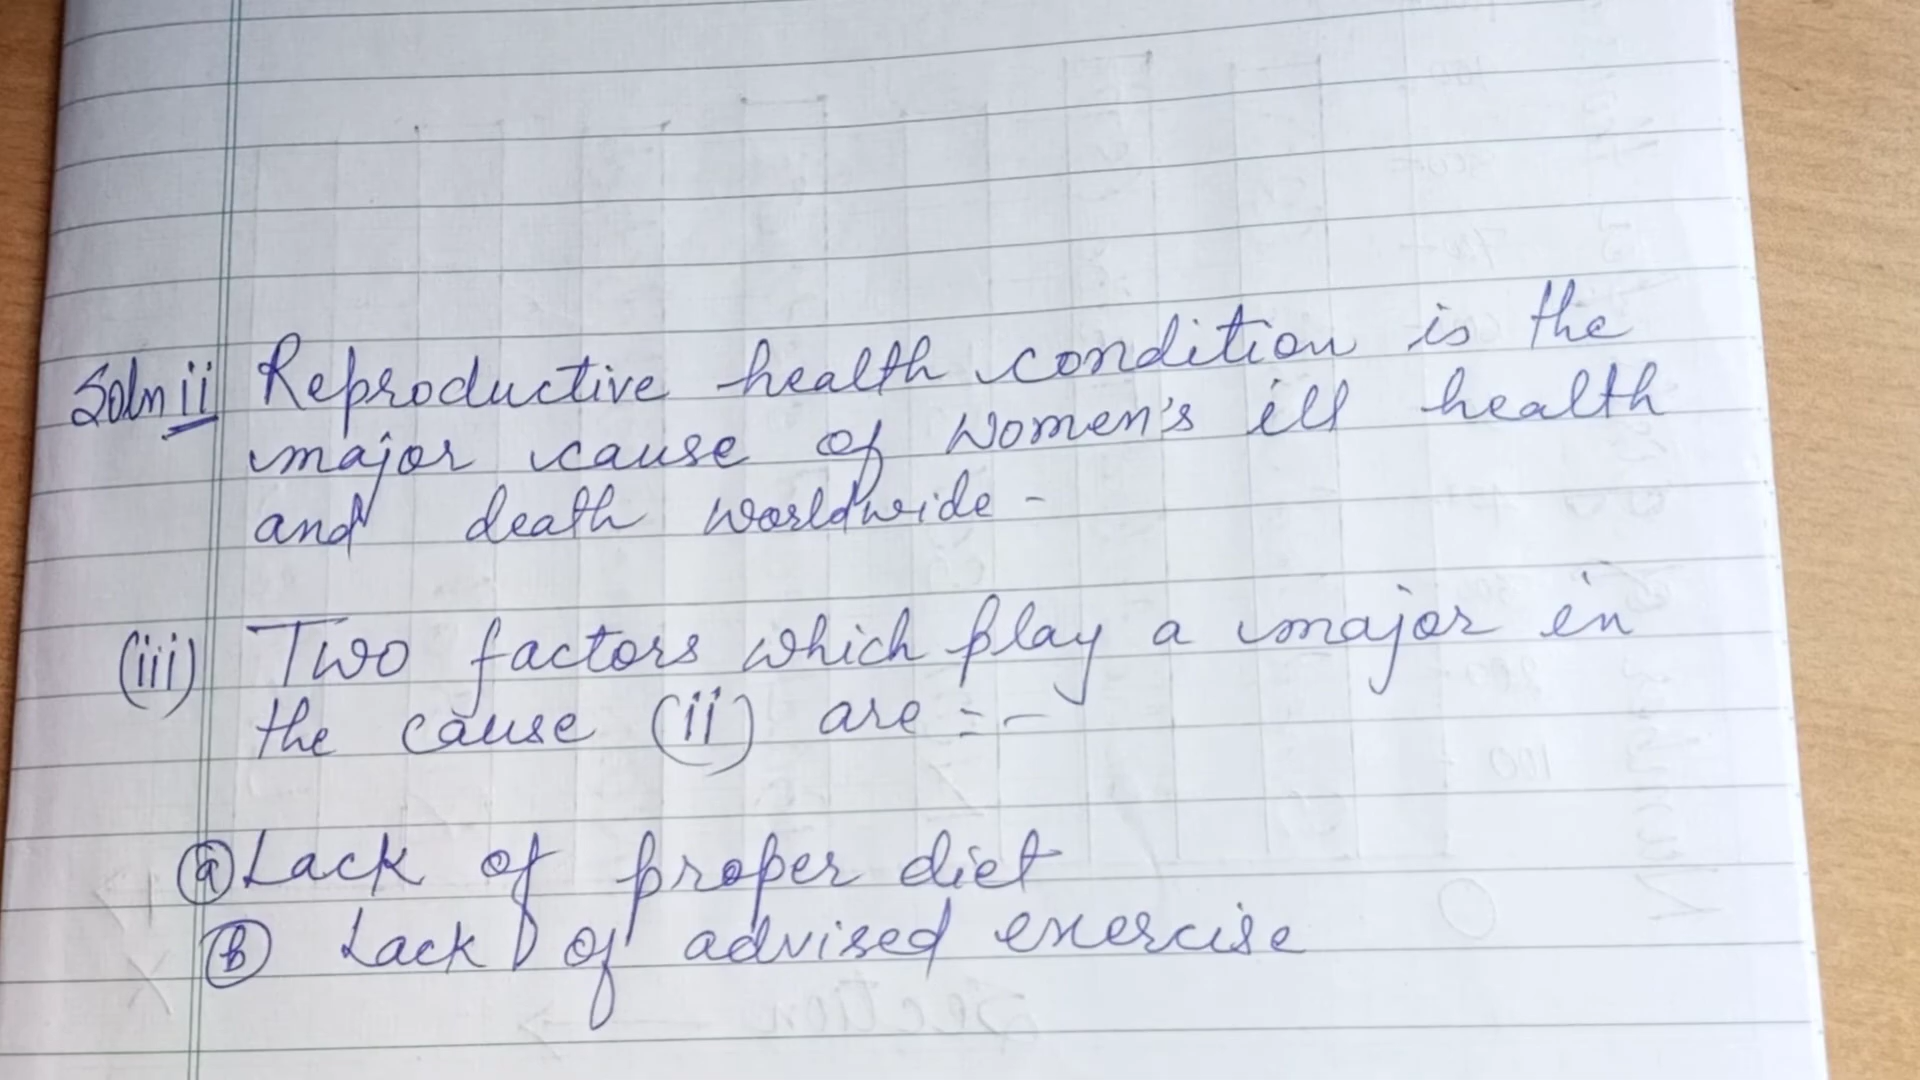 Soln ii Reproductive health condition is the
major cause of Women's ill health
and death worldwide -
(iii) Two factors which play a major in
the cause (ii) are :-
(a) Lack of proper diet
(b) Lack of advised exercise